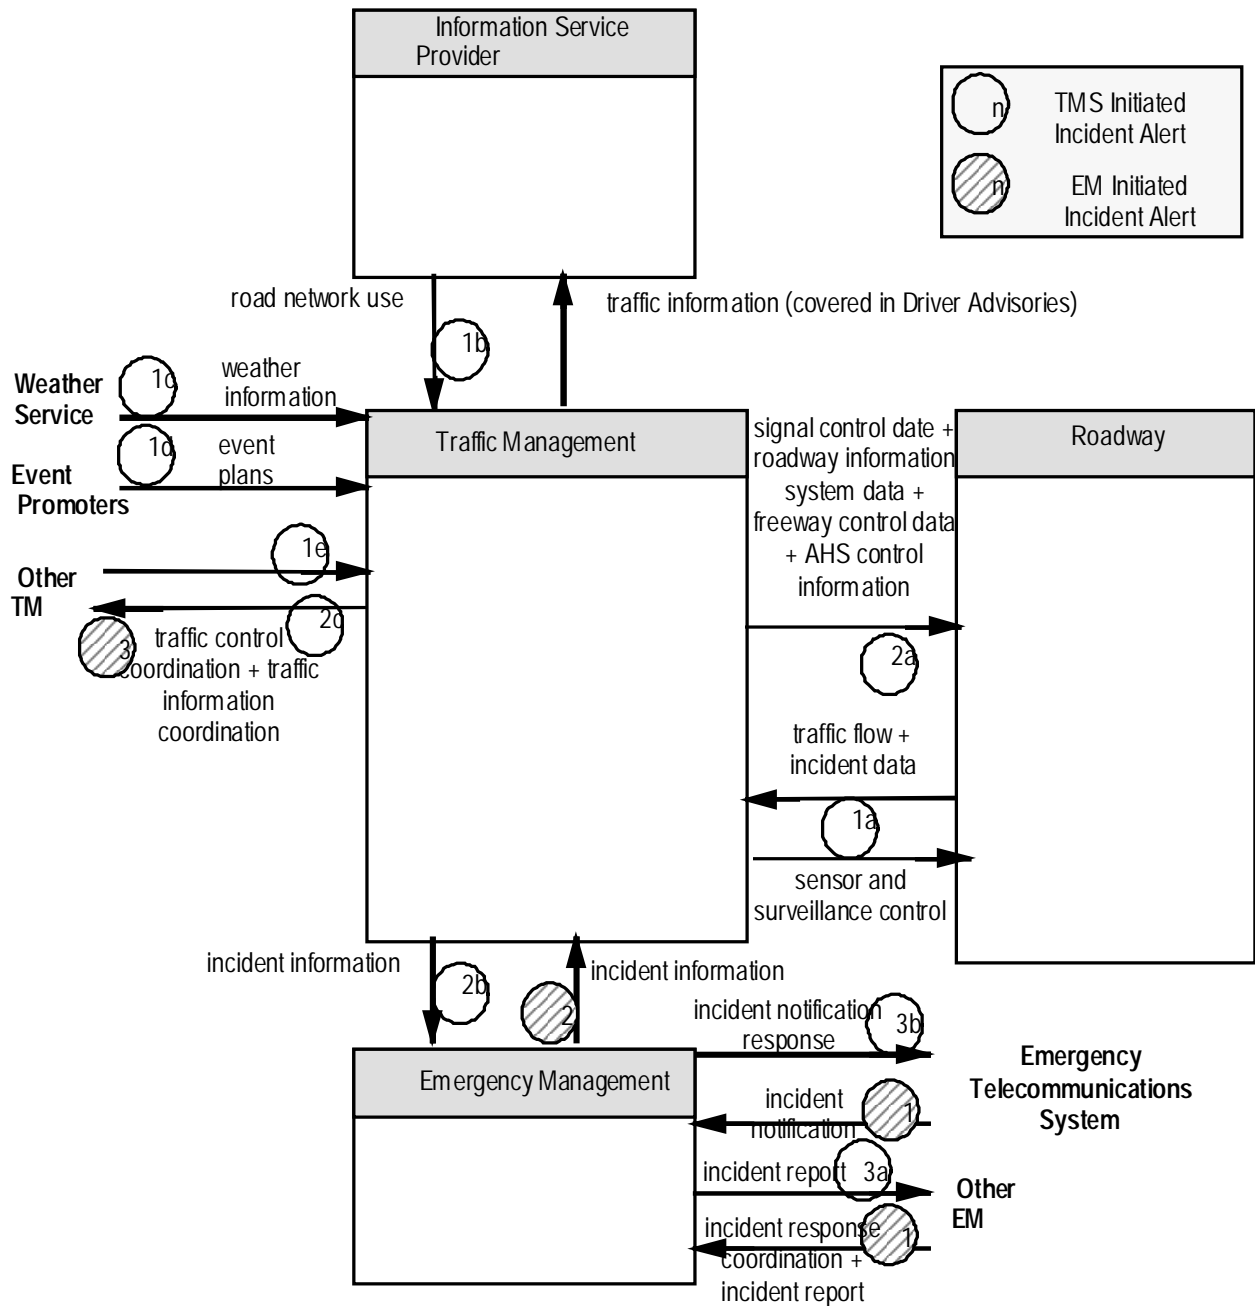 Information Service
Provider
n
TMS Initiated
Incident Alert
n
EM Initiated
Incident Alert
road network use
traffic information (covered in Driver Advisories)
1b
Weather
Service
1c
weather
information
Event
Promoters
1d
event
plans
Traffic Management
signal control date +
roadway information
system data +
freeway control data
+ AHS control
information
Roadway
Other
TM
1e
2c
3
traffic control
coordination + traffic
information
coordination
2a
traffic flow +
incident data
1a
sensor and
surveillance control
incident information
2b
2
incident information
incident notification
response
3b
Emergency
Telecommunications
System
Emergency Management
incident
notification
1
incident report
3a
Other
EM
incident response
coordination +
incident report
1